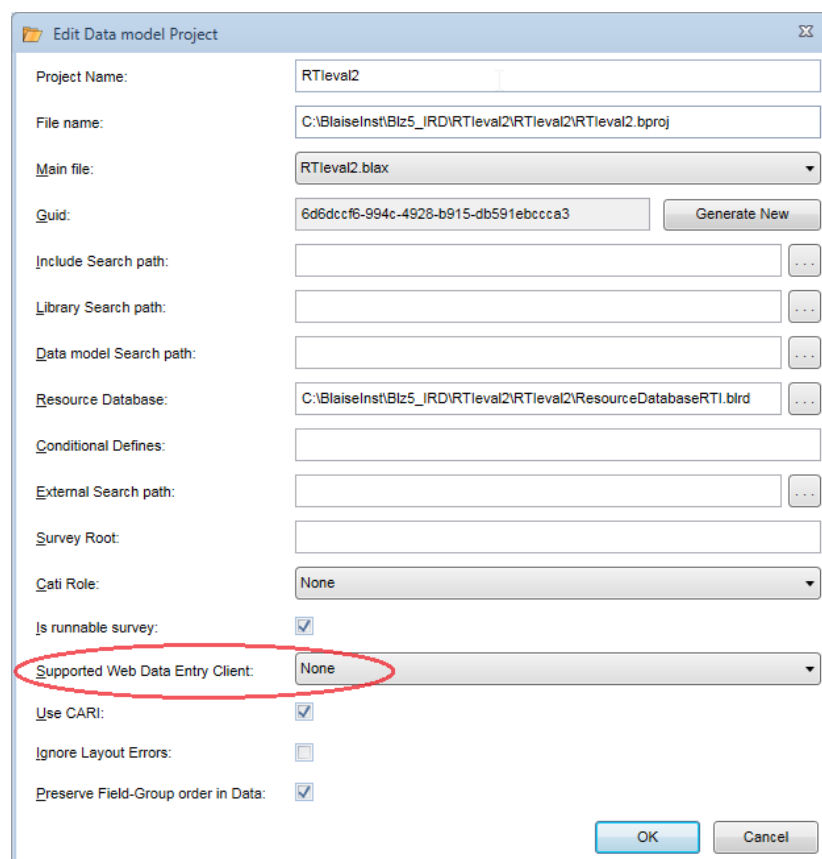 Edit Data model Project
Project Name: RTIeval2
File name: C:\BlaiseInst\Blz5_IRD\RTIeval2\RTIeval2\RTIeval2.bproj
Main file: RTIeval2.blax
Guid: 6d6dccf6-994c-4928-b915-db591ebccca3 Generate New
Include Search path: ...
Library Search path: ...
Data model Search path: ...
Resource Database: C:\BlaiseInst\Blz5_IRD\RTIeval2\RTIeval2\ResourceDatabaseRTI.blrd ...
Conditional Defines:
External Search path: ...
Survey Root:
Cati Role: None
Is runnable survey:
Supported Web Data Entry Client: None
Use CARI:
Ignore Layout Errors:
Preserve Field-Group order in Data:
OK Cancel